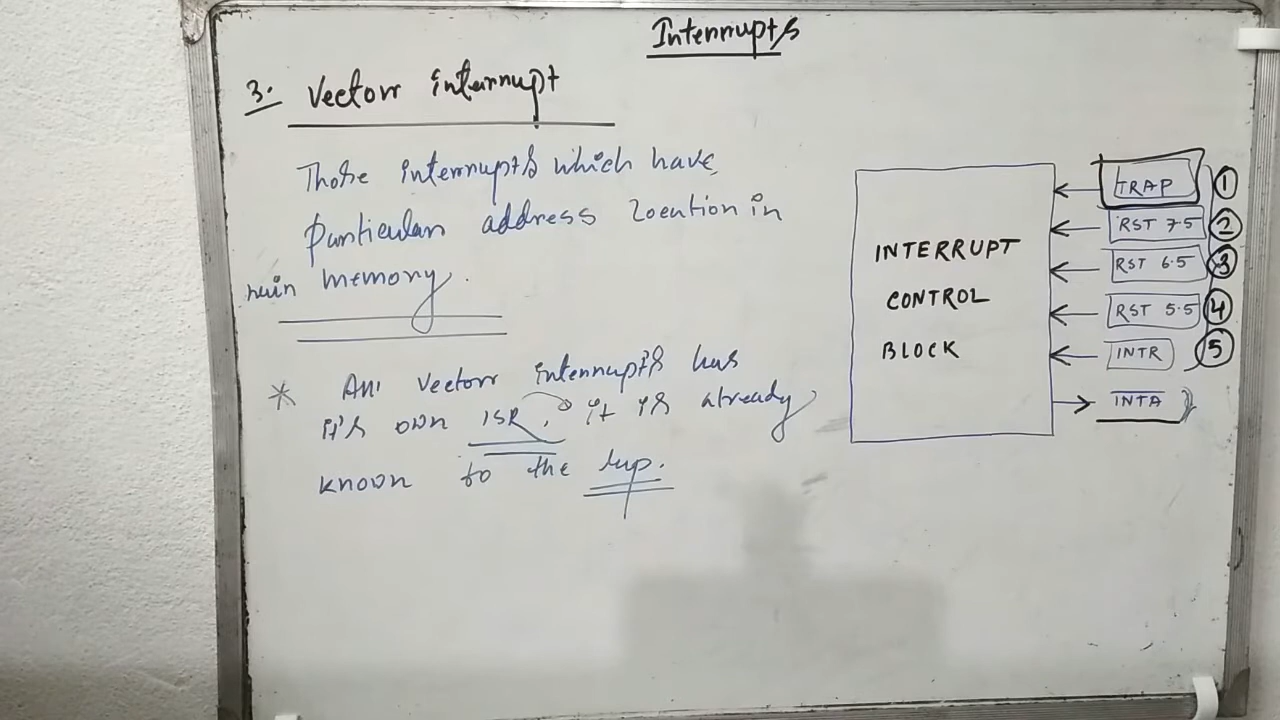 Interrupts
3. Vector interrupt
Those interrupts which have
particular address location in
main memory.
* All vector interrupts has
it's own ISR, it is already
known to the μp.
INTERRUPT
CONTROL
BLOCK
TRAP 1
RST 7.5 2
RST 6.5 3
RST 5.5 4
INTR 5
INTA